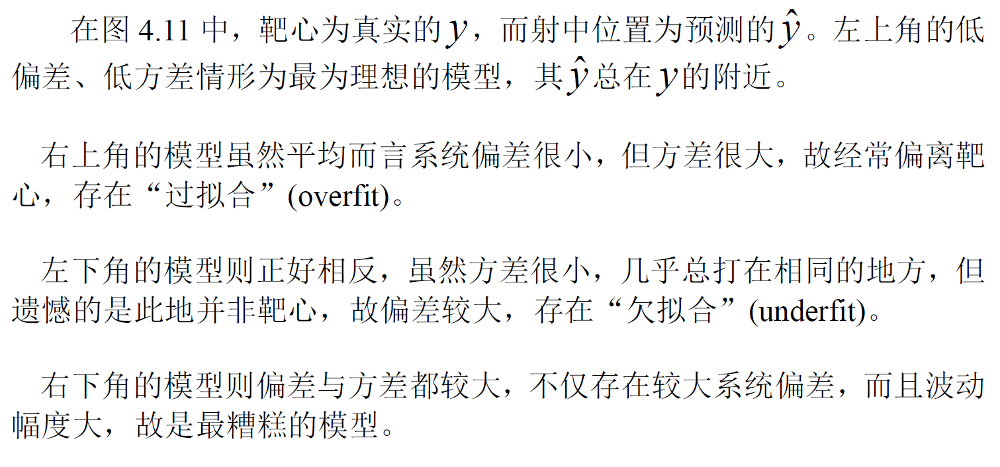 在图 4.11 中，靶心为真实的 y，而射中位置为预测的 ŷ。左上角的低
偏差、低方差情形为最为理想的模型，其 ŷ 总在 y 的附近。
右上角的模型虽然平均而言系统偏差很小，但方差很大，故经常偏离靶
心，存在“过拟合”(overfit)。
左下角的模型则正好相反，虽然方差很小，几乎总打在相同的地方，但
遗憾的是此地并非靶心，故偏差较大，存在“欠拟合”(underfit)。
右下角的模型则偏差与方差都较大，不仅存在较大系统偏差，而且波动
幅度大，故是最糟糕的模型。